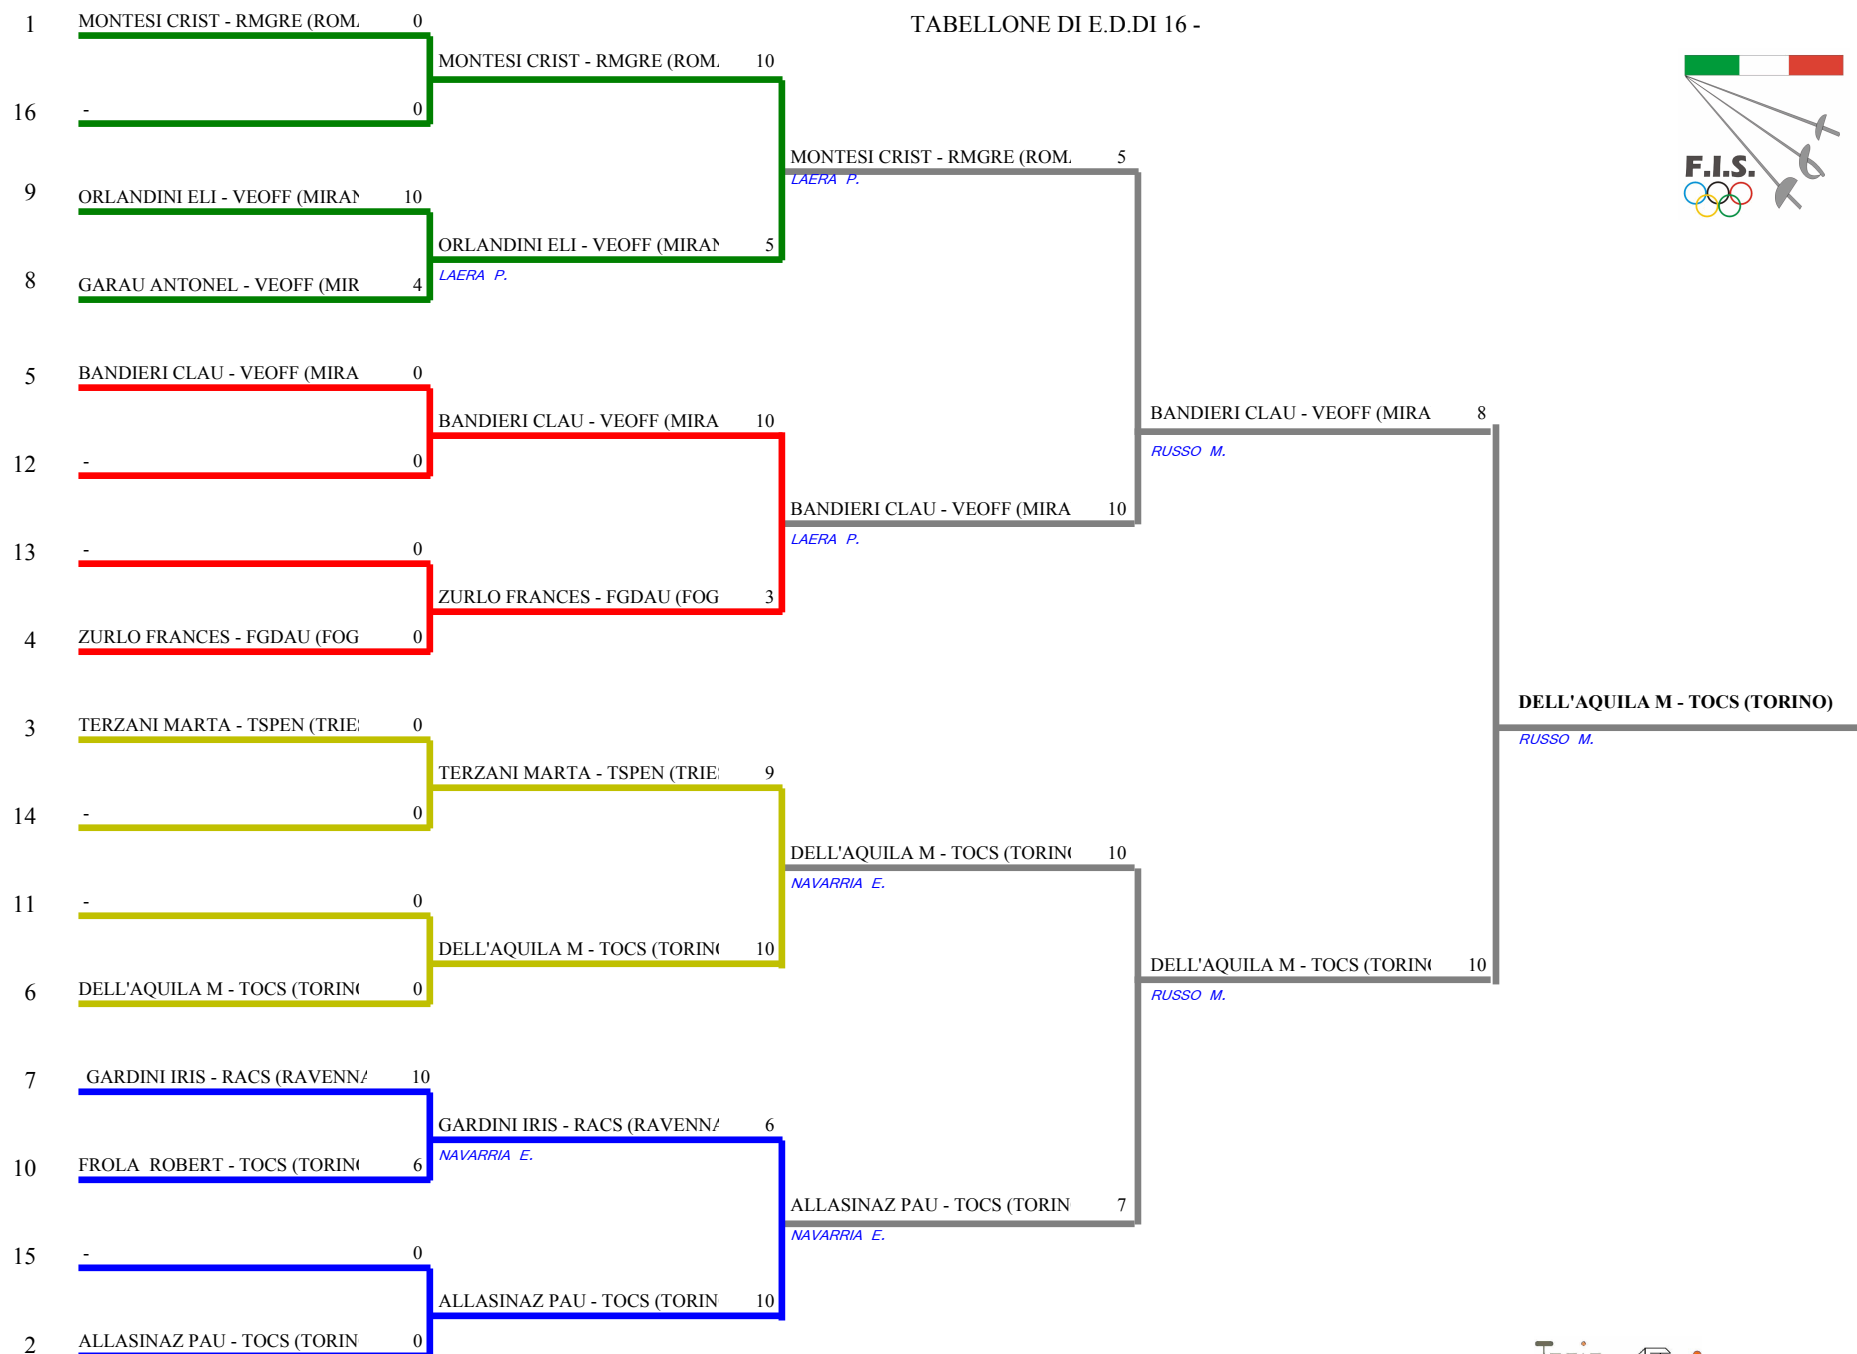 TABELLONE DI E.D.DI 16 -
F.I.S.
1 MONTESI CRIST - RMGRE (ROM. 0
MONTESI CRIST - RMGRE (ROM. 10
16 - 0
MONTESI CRIST - RMGRE (ROM. 5
LAERA P.
9 ORLANDINI ELI - VEOFF (MIRAN 10
ORLANDINI ELI - VEOFF (MIRAN 5
LAERA P.
8 GARAU ANTONEL - VEOFF (MIR 4
5 BANDIERI CLAU - VEOFF (MIRA 0
BANDIERI CLAU - VEOFF (MIRA 10
BANDIERI CLAU - VEOFF (MIRA 8
RUSSO M.
12 - 0
BANDIERI CLAU - VEOFF (MIRA 10
LAERA P.
13 - 0
ZURLO FRANCES - FGDAU (FOG 3
4 ZURLO FRANCES - FGDAU (FOG 0
DELL'AQUILA M - TOCS (TORINO)
RUSSO M.
3 TERZANI MARTA - TSPEN (TRIE 0
TERZANI MARTA - TSPEN (TRIE 9
14 - 0
DELL'AQUILA M - TOCS (TORIN 10
NAVARRIA E.
11 - 0
DELL'AQUILA M - TOCS (TORIN 10
DELL'AQUILA M - TOCS (TORIN 10
RUSSO M.
6 DELL'AQUILA M - TOCS (TORIN 0
7 GARDINI IRIS - RACS (RAVENNA 10
GARDINI IRIS - RACS (RAVENNA 6
NAVARRIA E.
10 FROLA ROBERT - TOCS (TORIN 6
ALLASINAZ PAU - TOCS (TORIN 7
NAVARRIA E.
15 - 0
ALLASINAZ PAU - TOCS (TORIN 10
2 ALLASINAZ PAU - TOCS (TORIN 0